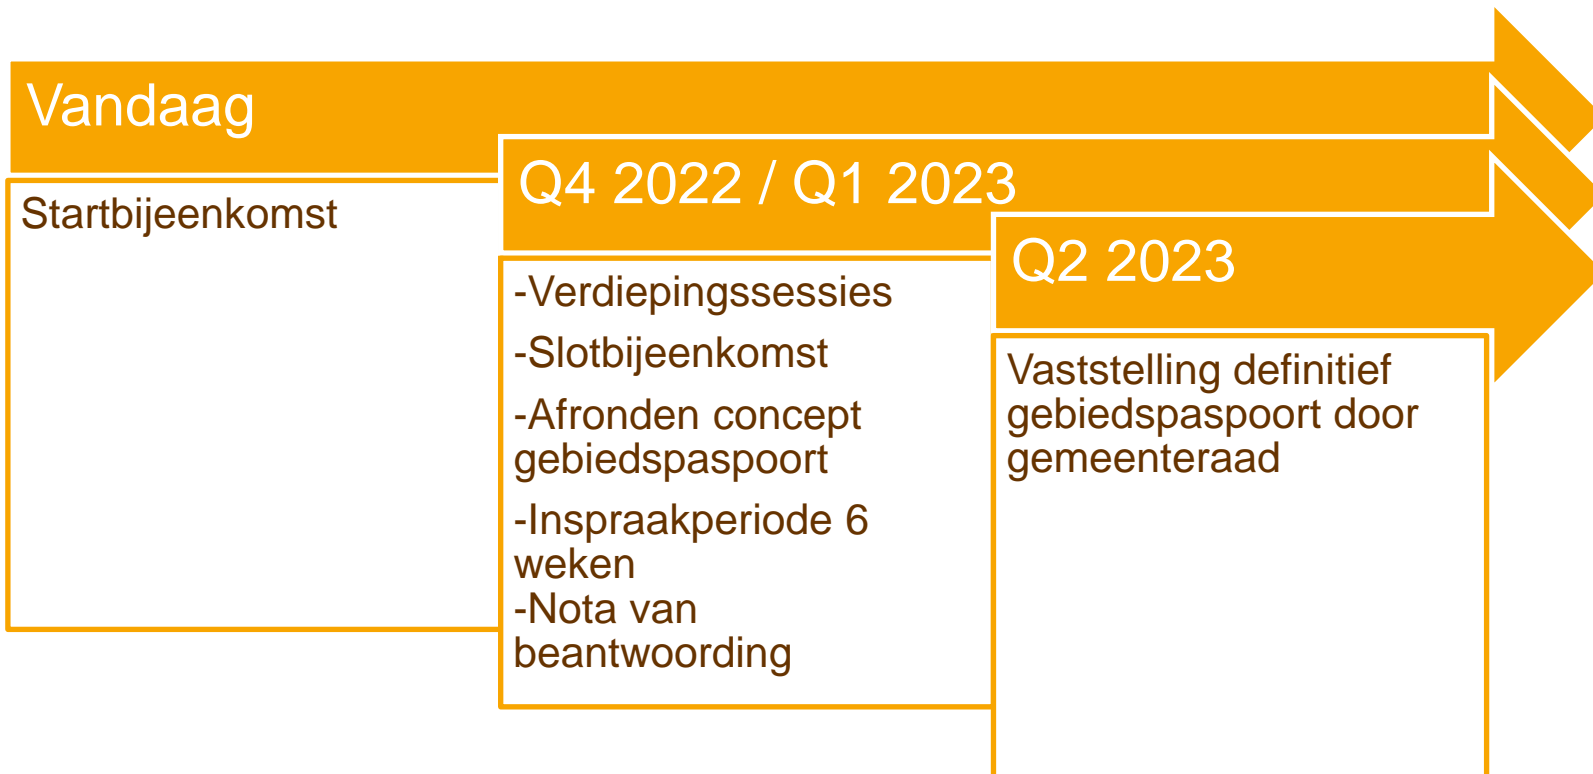 Vandaag
Startbijeenkomst
Q4 2022 / Q1 2023
-Verdiepingssessies
-Slotbijeenkomst
-Afronden concept
gebiedspaspoort
-Inspraakperiode 6
weken
-Nota van
beantwoording
Q2 2023
Vaststelling definitief
gebiedspaspoort door
gemeenteraad